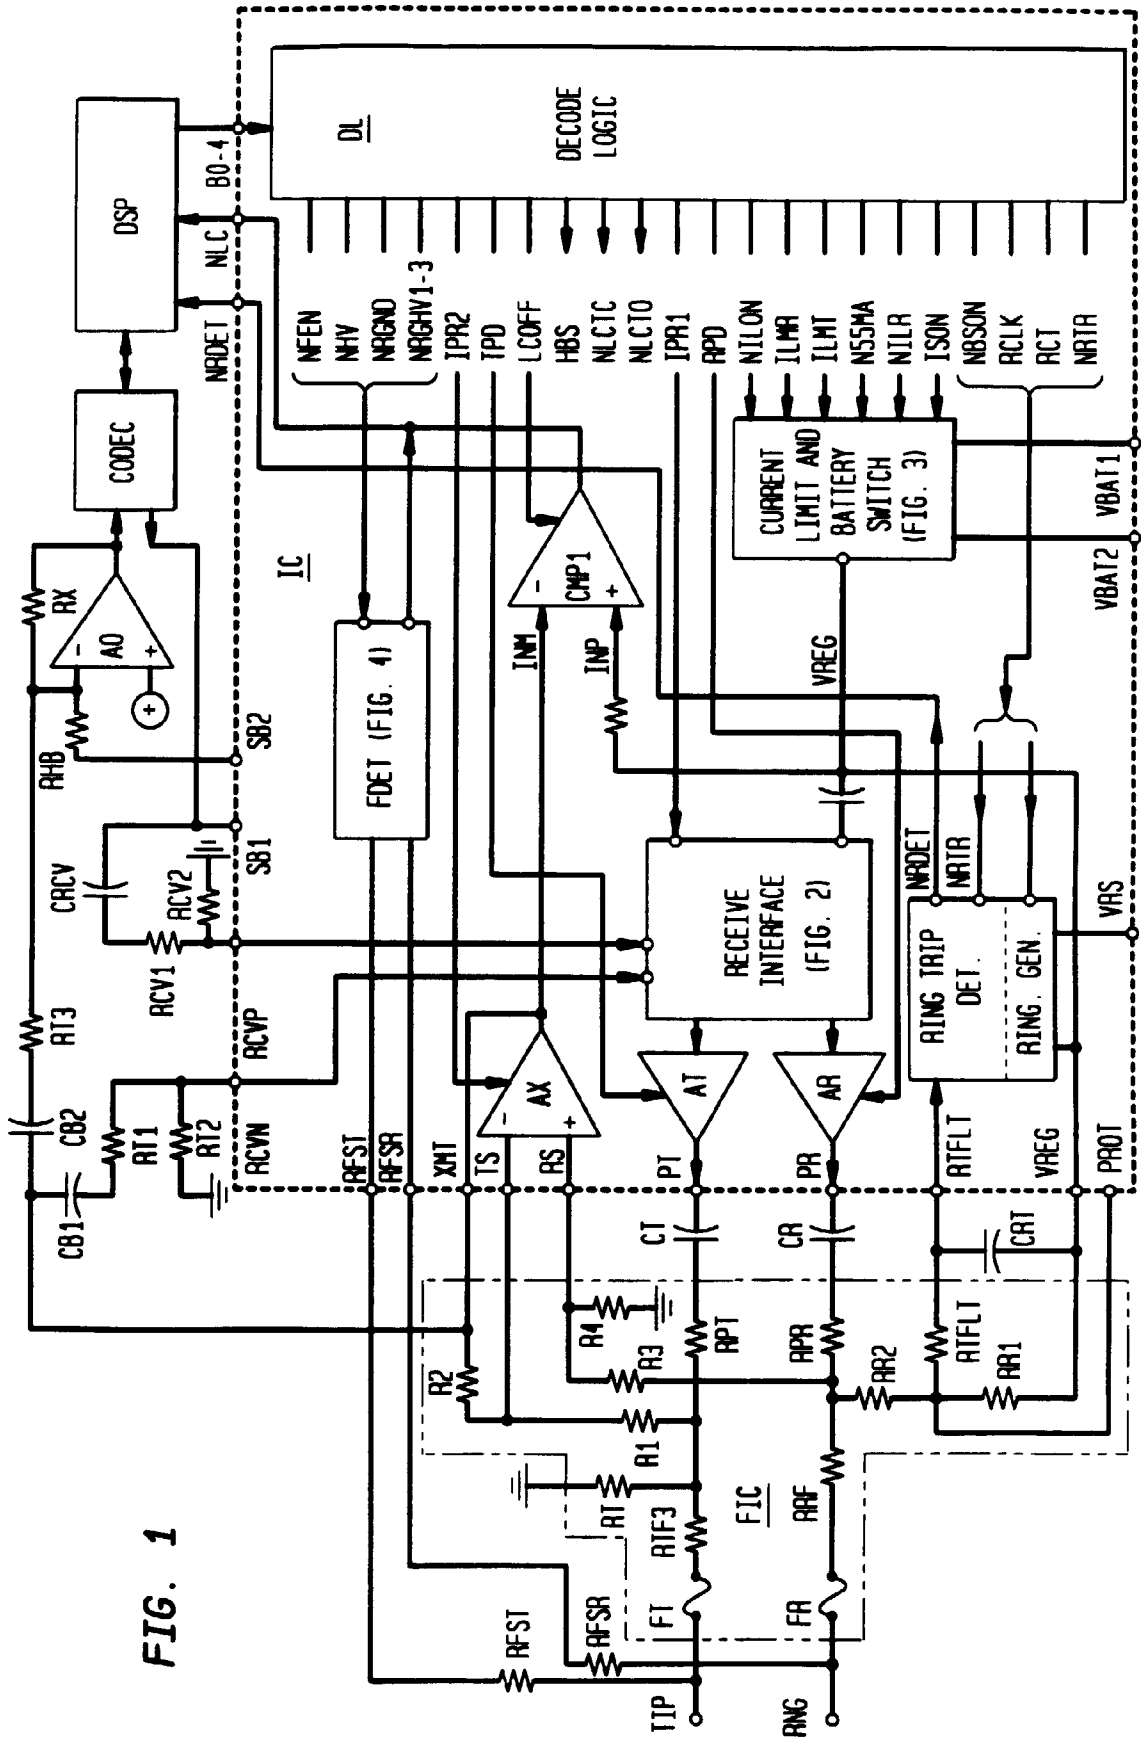 FIG. 1
DSP
CODEC
RX
A0
-
+
+
RHB
CRCV
RCV1
RCV2
RT3
CB2
CB1
RT1
RT2
NRDET
NLC
B0-4
SB2
SB1
RCVP
RCVN
IC
DL
DECODE
LOGIC
NFEN
NHV
NRGND
NRGHV1-3
IPR2
TPD
LCOFF
HBS
NLCTC
NLCTO
IPR1
RPD
NILON
ILMR
ILMT
N55MA
NILR
ISON
NBSON
RCLK
RCT
NRTR
FDET (FIG. 4)
CMP1
-
+
INM
INP
CURRENT
LIMIT AND
BATTERY
SWITCH
(FIG. 3)
VREG
VBAT1
VBAT2
RECEIVE
INTERFACE
(FIG. 2)
AX
-
+
AT
AR
NRDET
NRTR
RING TRIP
DET.
RING. GEN.
VRS
RFST
RFSR
XMT
TS
RS
PT
PR
RTFLT
VREG
PROT
CT
CR
CRT
R4
R3
R2
R1
RT
RPT
RPR
RR2
RTFLT
RR1
RTF3
RRF
FIC
FT
FR
RFST
RFSR
TIP
RNG